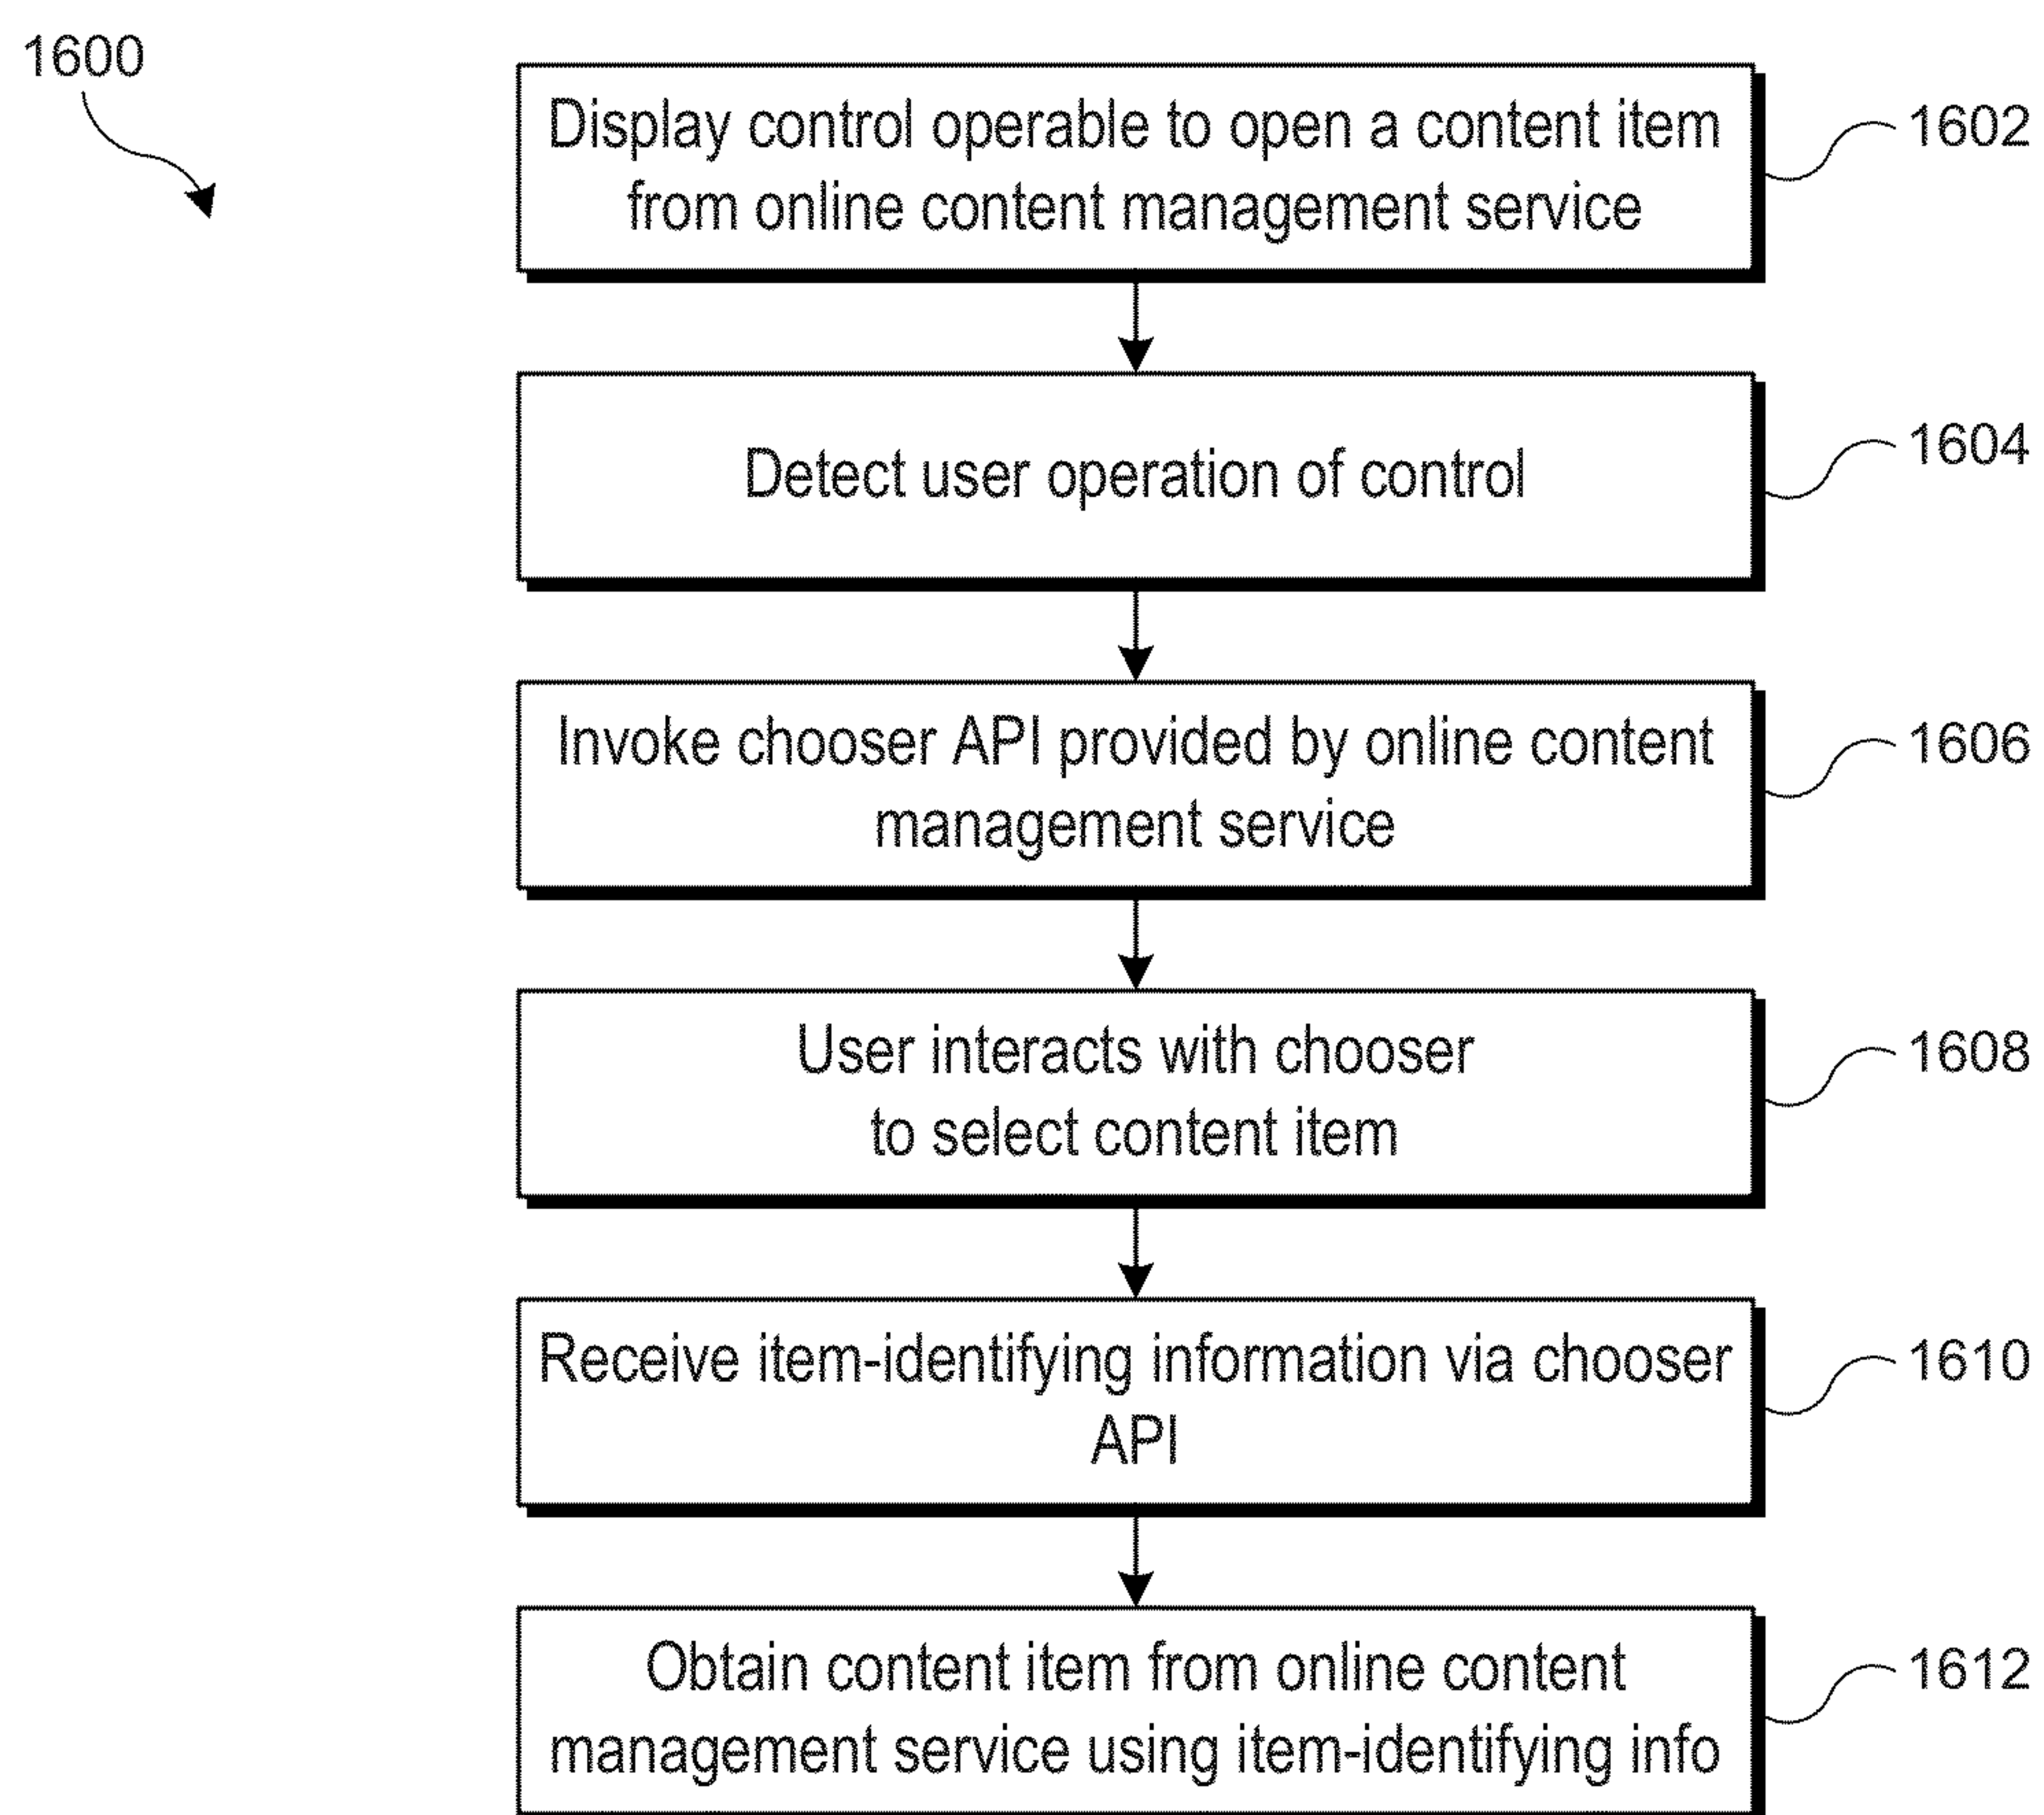 1600
Display control operable to open a content item
from online content management service
1602
Detect user operation of control
1604
Invoke chooser API provided by online content
management service
1606
User interacts with chooser
to select content item
1608
Receive item-identifying information via chooser
API
1610
Obtain content item from online content
management service using item-identifying info
1612